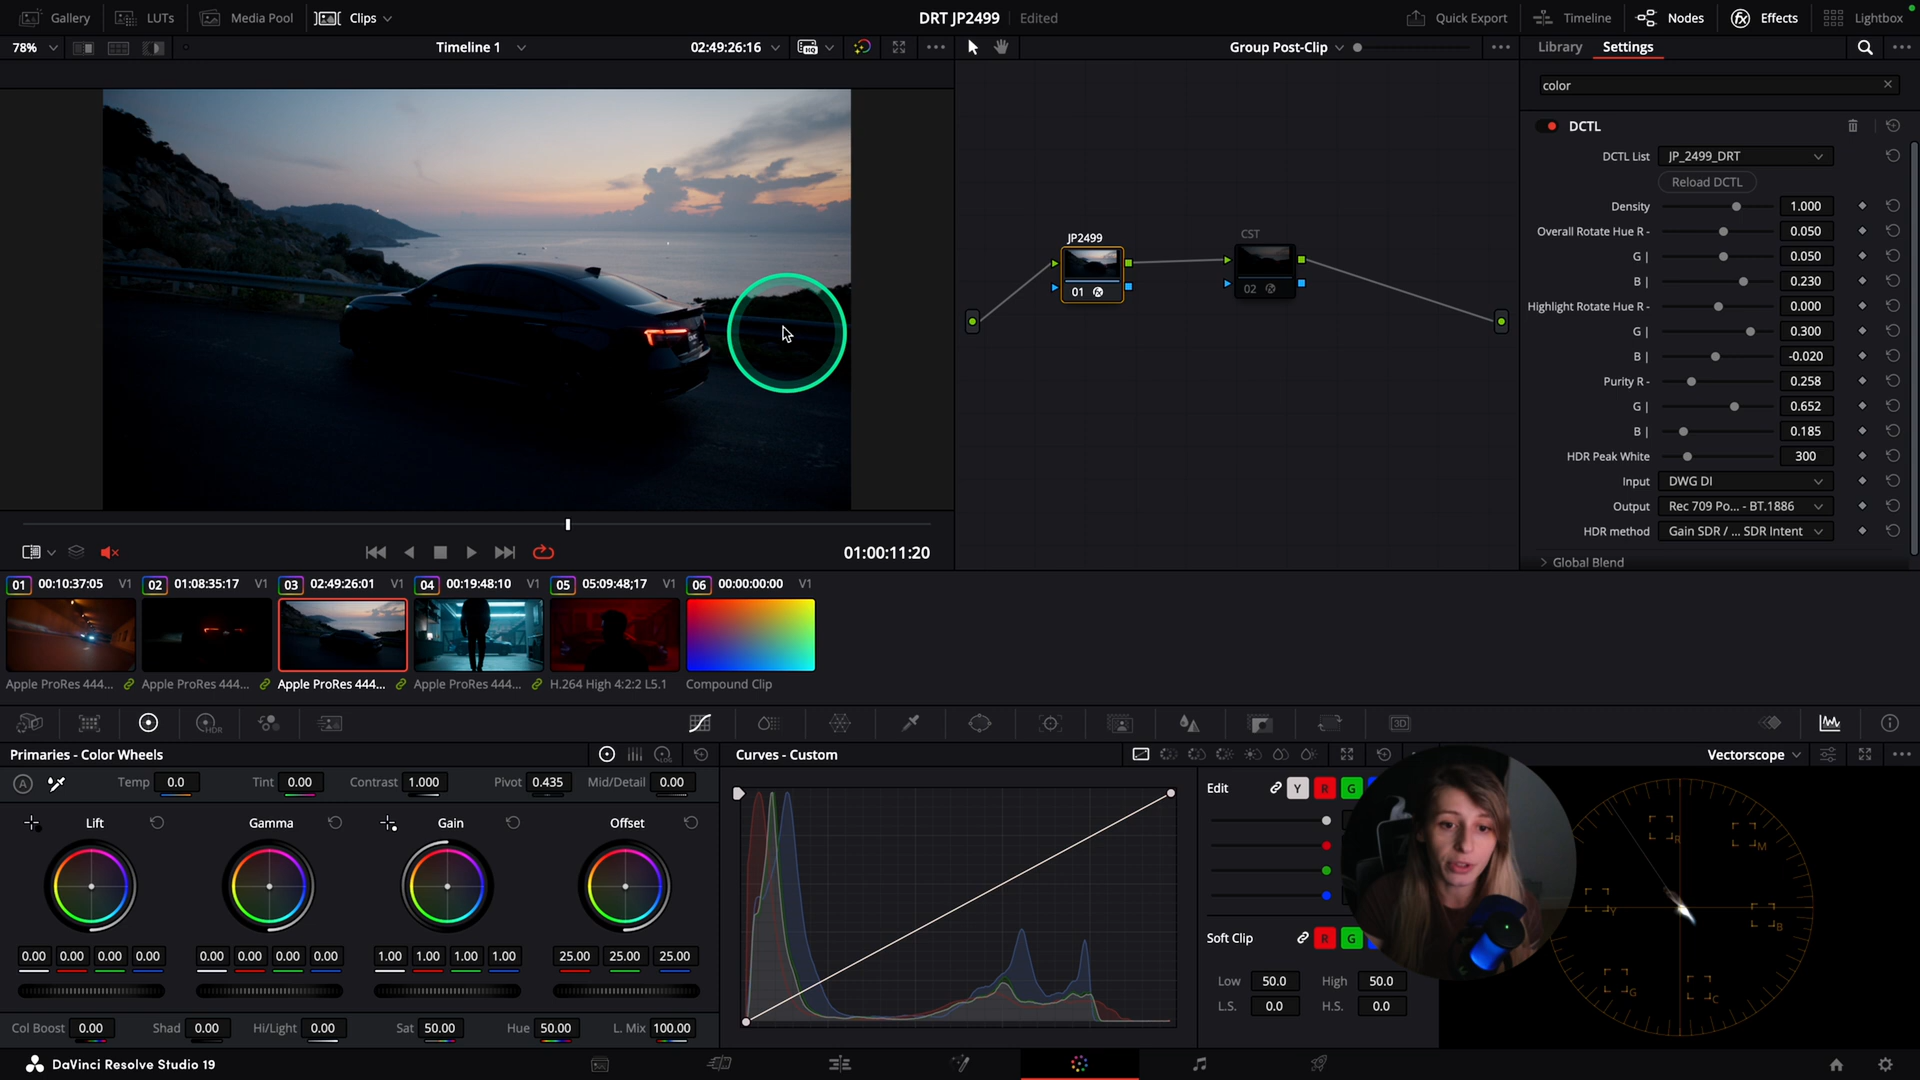 Gallery LUTs Media Pool Clips DRT JP2499 Edited Quick Export Timeline Nodes Effects Lightbox
78% Timeline 1 02:49:26:16 Group Post-Clip Library Settings
color
DCTL
DCTL List JP_2499_DRT
Reload DCTL
Density 1.000
Overall Rotate Hue R - 0.050
G | 0.050
B | 0.230
Highlight Rotate Hue R - 0.000
G | 0.300
B | -0.020
Purity R - 0.258
G | 0.652
B | 0.185
HDR Peak White 300
Input DWG DI
Output Rec 709 Po... - BT.1886
HDR method Gain SDR / ... SDR Intent
Global Blend
JP2499
01
CST
02
01:00:11:20
01 00:10:37:05 V1 02 01:08:35:17 V1 03 02:49:26:01 V1 04 00:19:48:10 V1 05 05:09:48;17 V1 06 00:00:00:00 V1
Apple ProRes 444... Apple ProRes 444... Apple ProRes 444... Apple ProRes 444... H.264 High 4:2:2 L5.1 Compound Clip
HDR
3D
Primaries - Color Wheels
LOG
Curves - Custom
Vectorscope
A Temp 0.0 Tint 0.00 Contrast 1.000 Pivot 0.435 Mid/Detail 0.00
Lift Gamma Gain Offset
0.00 0.00 0.00 0.00 0.00 0.00 0.00 0.00 1.00 1.00 1.00 1.00 25.00 25.00 25.00
Col Boost 0.00 Shad 0.00 Hi/Light 0.00 Sat 50.00 Hue 50.00 L. Mix 100.00
Edit Y R G
Soft Clip R G
Low 50.0 High 50.0
L.S. 0.0 H.S. 0.0
R M
Y B
G C
DaVinci Resolve Studio 19